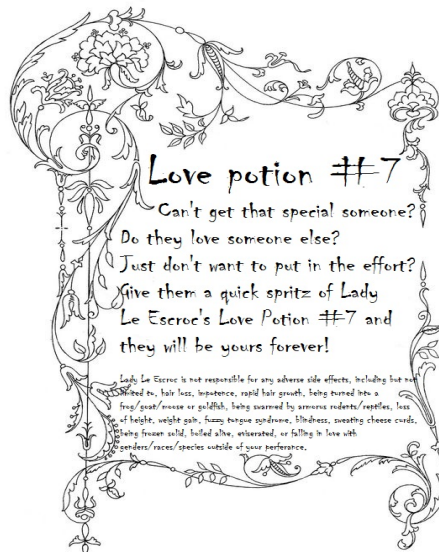 Love potion #7
Can't get that special someone?
Do they love someone else?
Just don't want to put in the effort?
Give them a quick spritz of Lady
Le Escroc's Love Potion #7 and
they will be yours forever!
Lady Le Escroc is not responsible for any adverse side effects, including but not
limited to, hair loss, impotence, rapid hair growth, being turned into a
frog/goat/moose or goldfish, being swarmed by armorus rodents/reptiles, loss
of height, weight gain, fuzzy tongue syndrome, blindness, sweating cheese curds,
being frozen solid, boiled alive, eviserated, or falling in love with
genders/races/species outside of your perferance.